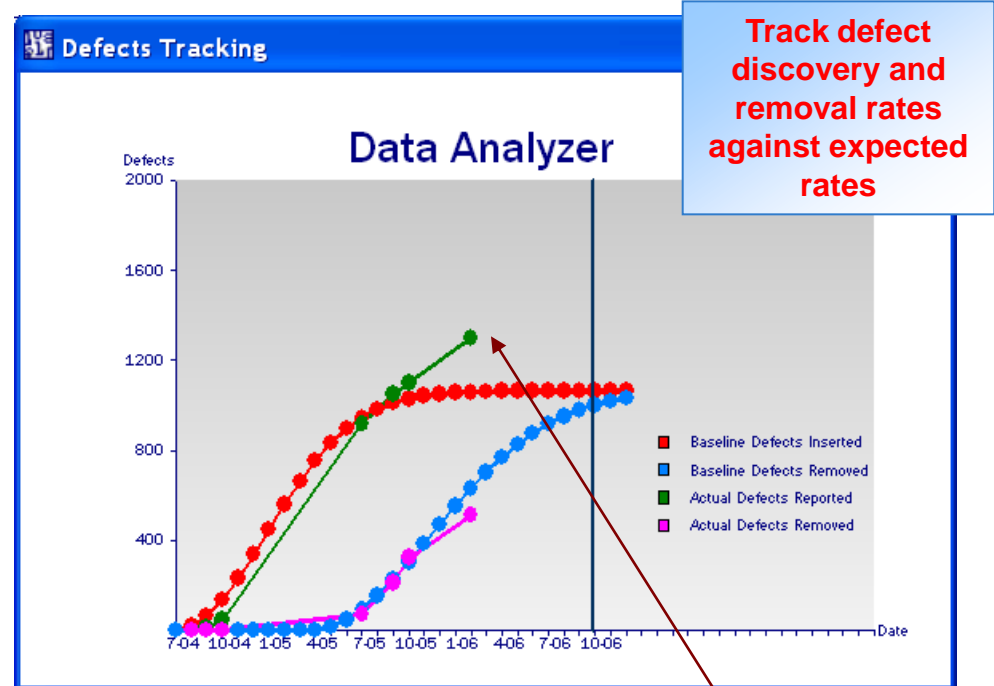 Defects Tracking
Track defect
discovery and
removal rates
against expected
rates
Data Analyzer
Defects
2000
1600
1200
800
400
Baseline Defects Inserted
Baseline Defects Removed
Actual Defects Reported
Actual Defects Removed
7-04 10-04 1-05 4-05 7-05 10-05 1-06 4-06 7-06 10-06
Date